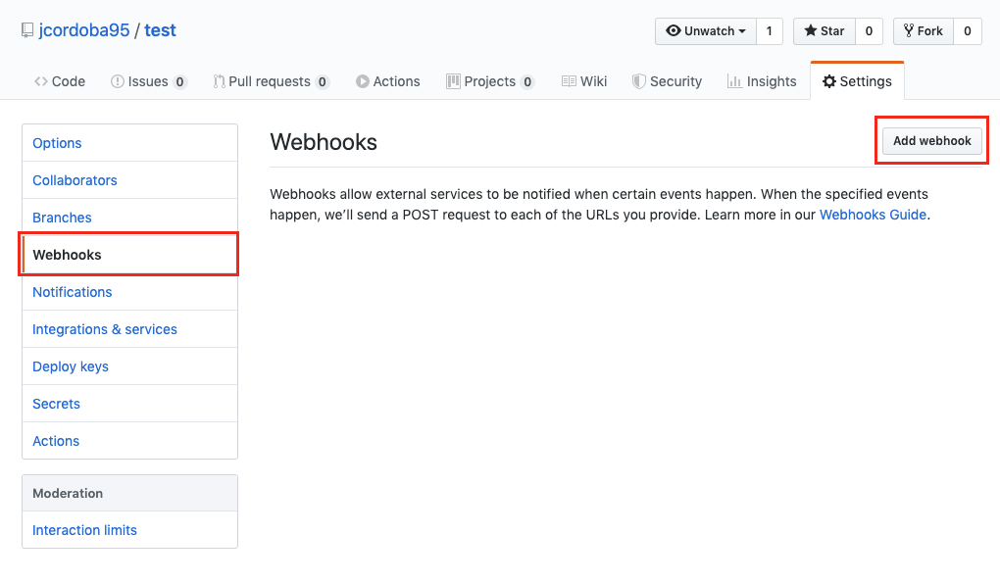 jcordoba95 / test
Unwatch 1 Star 0 Fork 0
Code Issues 0 Pull requests 0 Actions Projects 0 Wiki Security Insights Settings
Options
Collaborators
Branches
Webhooks
Notifications
Integrations & services
Deploy keys
Secrets
Actions
Moderation
Interaction limits
Webhooks
Add webhook
Webhooks allow external services to be notified when certain events happen. When the specified events
happen, we’ll send a POST request to each of the URLs you provide. Learn more in our Webhooks Guide.